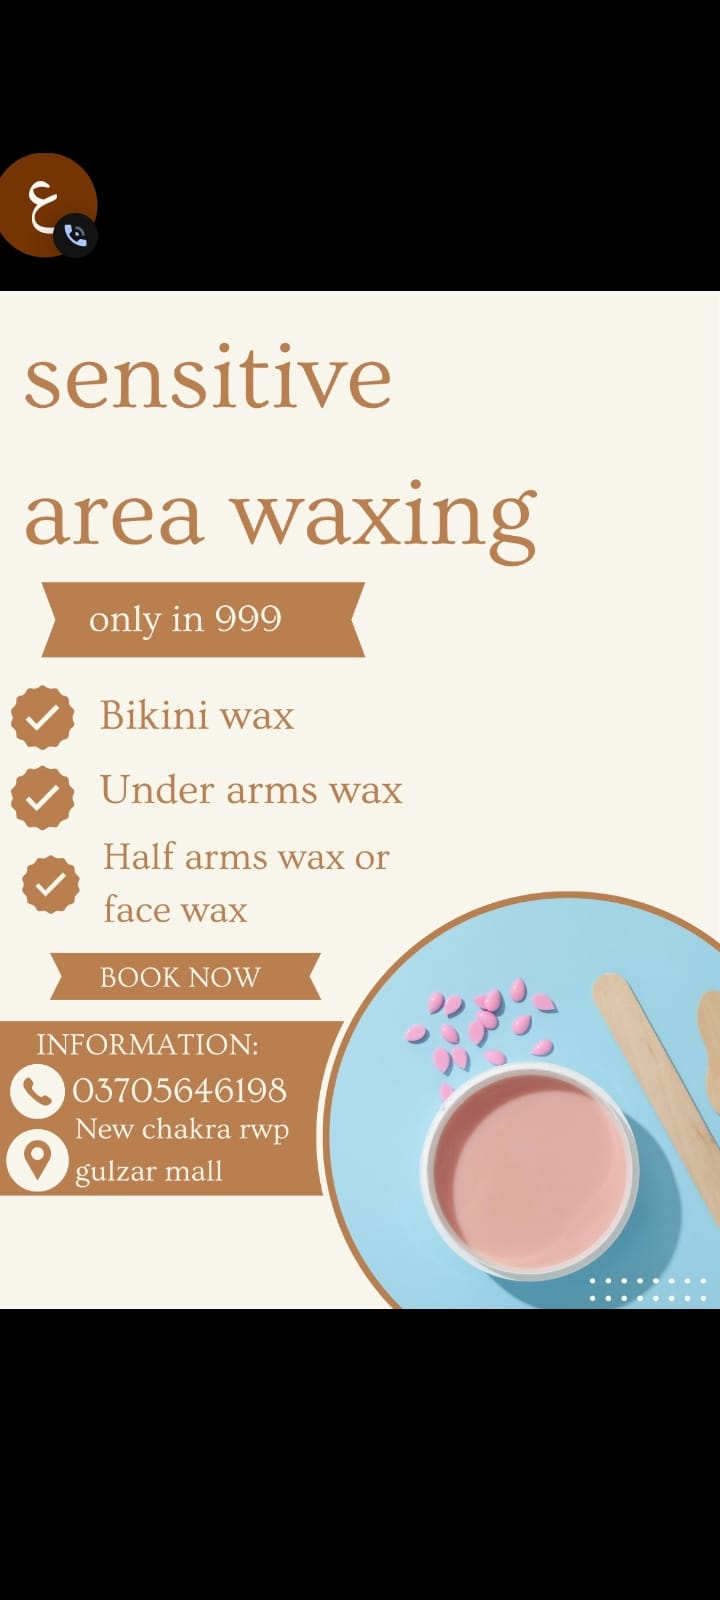 ع
sensitive
area waxing
only in 999
Bikini wax
Under arms wax
Half arms wax or
face wax
BOOK NOW
INFORMATION:
03705646198
New chakra rwp
gulzar mall